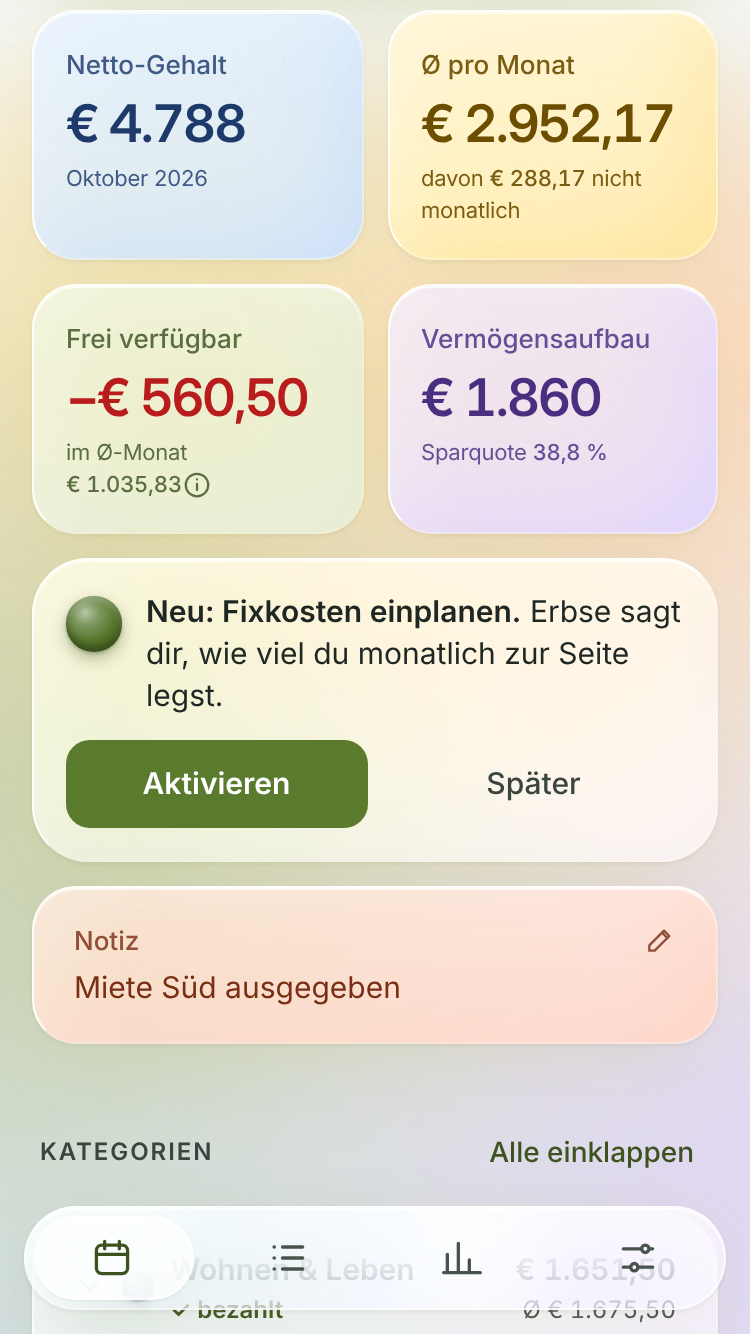 Netto-Gehalt
€ 4.788
Oktober 2026
Ø pro Monat
€ 2.952,17
davon € 288,17 nicht
monatlich
Frei verfügbar
–€ 560,50
im Ø-Monat
€ 1.035,83
Vermögensaufbau
€ 1.860
Sparquote 38,8 %
Neu: Fixkosten einplanen. Erbse sagt
dir, wie viel du monatlich zur Seite
legst.
Aktivieren
Später
Notiz
Miete Süd ausgegeben
KATEGORIEN
Alle einklappen
Wohnen & Leben € 1.651,50
✓ bezahlt Ø € 1.675,50